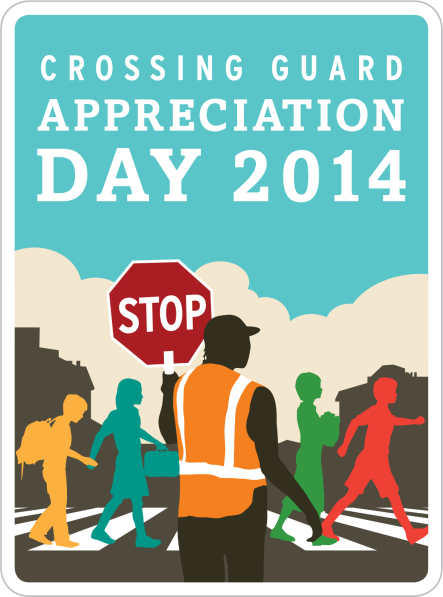 CROSSING GUARD
APPRECIATION
DAY 2014
STOP